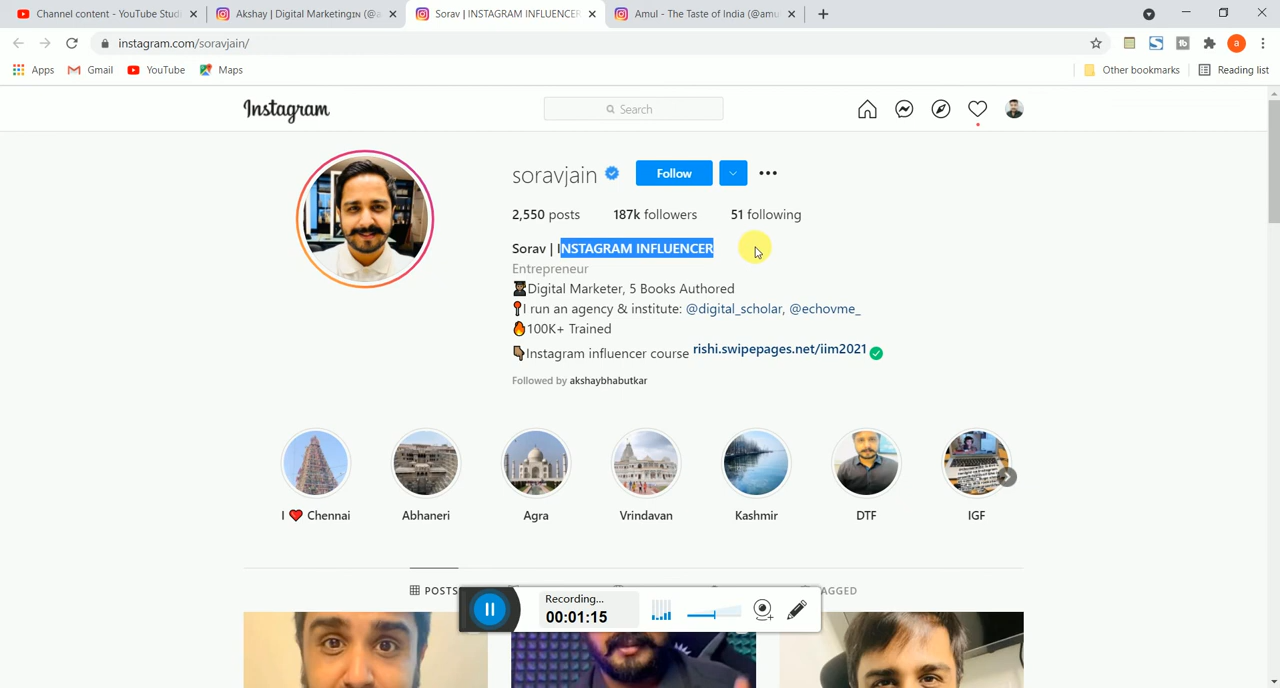 Channel content - YouTube Studi
Akshay | Digital Marketingɪɴ (@a
Sorav | INSTAGRAM INFLUENCER
Amul - The Taste of India (@amu
instagram.com/soravjain/
Apps
Gmail
YouTube
Maps
Other bookmarks
Reading list
Instagram
Search
soravjain
Follow
2,550 posts
187k followers
51 following
Sorav | INSTAGRAM INFLUENCER
Entrepreneur
Digital Marketer, 5 Books Authored
I run an agency & institute: @digital_scholar, @echovme_
100K+ Trained
Instagram influencer course rishi.swipepages.net/iim2021
Followed by akshaybhabutkar
I ❤ Chennai
Abhaneri
Agra
Vrindavan
Kashmir
DTF
IGF
POSTS
AGGED
Recording...
00:01:15